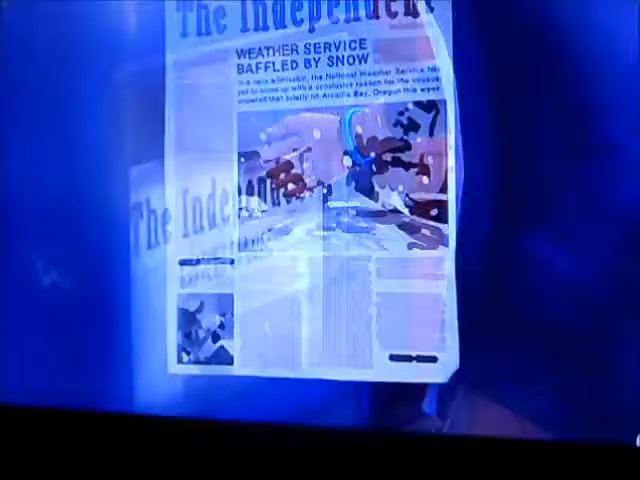 The Independent
WEATHER SERVICE
BAFFLED BY SNOW
In a rare admission, the National Weather Service has
yet to come up with a conclusive reason for the unusual
snowfall that briefly hit Arcadia Bay, Oregon this week
The Indepen